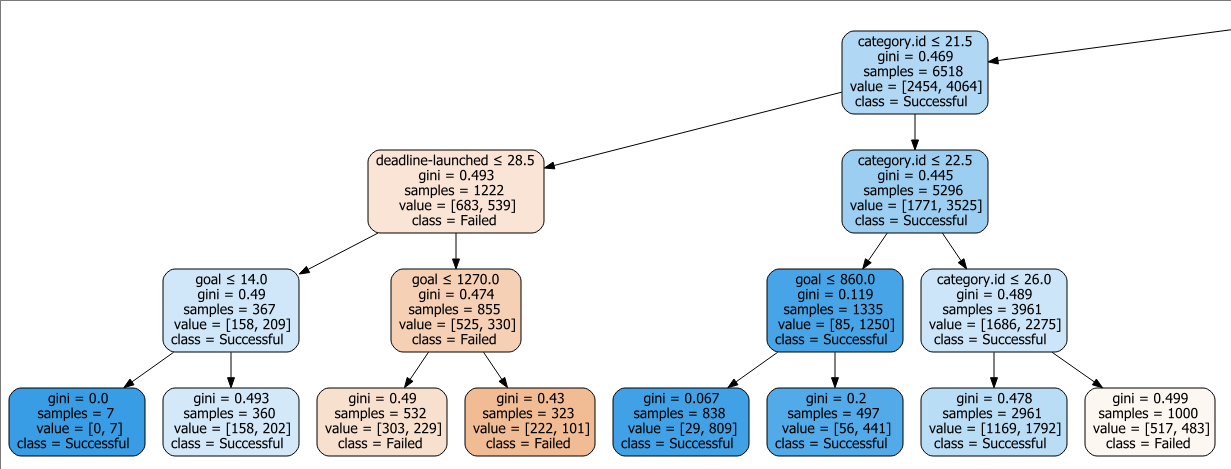 category.id ≤ 21.5
gini = 0.469
samples = 6518
value = [2454, 4064]
class = Successful
deadline-launched ≤ 28.5
gini = 0.493
samples = 1222
value = [683, 539]
class = Failed
category.id ≤ 22.5
gini = 0.445
samples = 5296
value = [1771, 3525]
class = Successful
goal ≤ 14.0
gini = 0.49
samples = 367
value = [158, 209]
class = Successful
goal ≤ 1270.0
gini = 0.474
samples = 855
value = [525, 330]
class = Failed
goal ≤ 860.0
gini = 0.119
samples = 1335
value = [85, 1250]
class = Successful
category.id ≤ 26.0
gini = 0.489
samples = 3961
value = [1686, 2275]
class = Successful
gini = 0.0
samples = 7
value = [0, 7]
class = Successful
gini = 0.493
samples = 360
value = [158, 202]
class = Successful
gini = 0.49
samples = 532
value = [303, 229]
class = Failed
gini = 0.43
samples = 323
value = [222, 101]
class = Failed
gini = 0.067
samples = 838
value = [29, 809]
class = Successful
gini = 0.2
samples = 497
value = [56, 441]
class = Successful
gini = 0.478
samples = 2961
value = [1169, 1792]
class = Successful
gini = 0.499
samples = 1000
value = [517, 483]
class = Failed